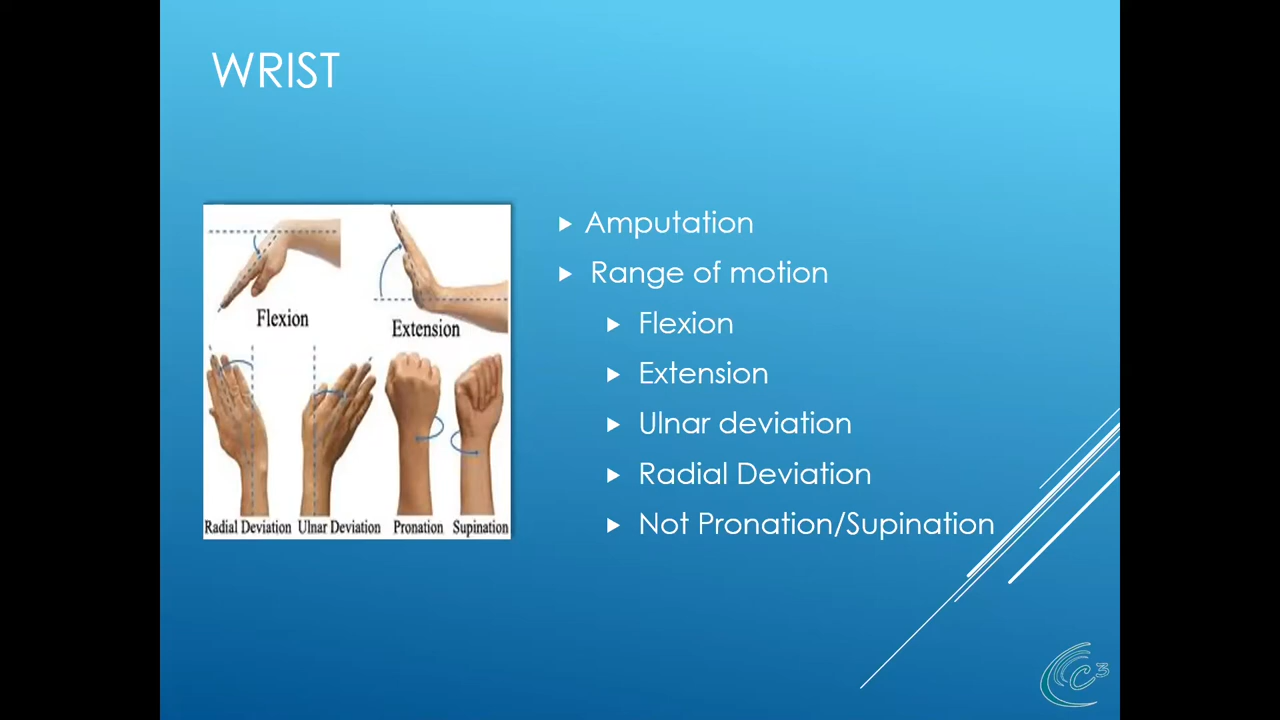 WRIST
Flexion
Extension
Radial Deviation
Ulnar Deviation
Pronation
Supination
Amputation
Range of motion
Flexion
Extension
Ulnar deviation
Radial Deviation
Not Pronation/Supination
C3